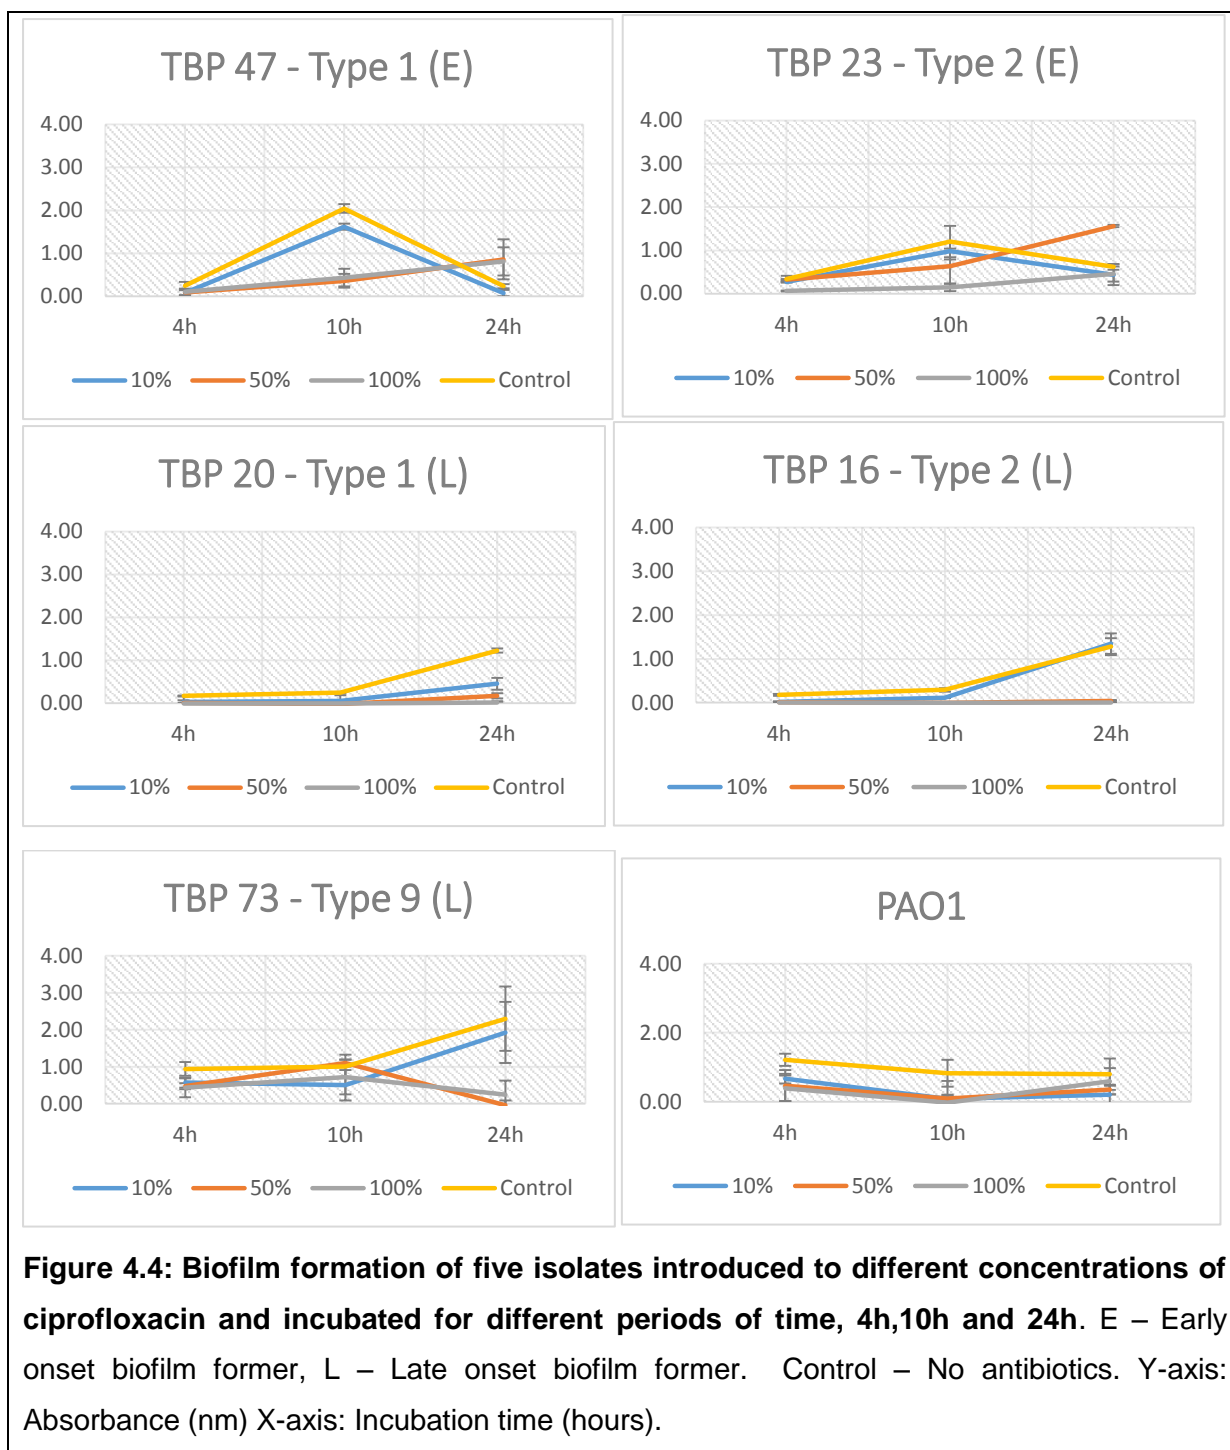 TBP 47 - Type 1 (E)
4.00
3.00
2.00
1.00
0.00
4h 10h 24h
10% 50% 100% Control
TBP 23 - Type 2 (E)
4.00
3.00
2.00
1.00
0.00
4h 10h 24h
10% 50% 100% Control
TBP 20 - Type 1 (L)
4.00
3.00
2.00
1.00
0.00
4h 10h 24h
10% 50% 100% Control
TBP 16 - Type 2 (L)
4.00
3.00
2.00
1.00
0.00
4h 10h 24h
10% 50% 100% Control
TBP 73 - Type 9 (L)
4.00
3.00
2.00
1.00
0.00
4h 10h 24h
10% 50% 100% Control
PAO1
4.00
2.00
0.00
4h 10h 24h
10% 50% 100% Control
Figure 4.4: Biofilm formation of five isolates introduced to different concentrations of
ciprofloxacin and incubated for different periods of time, 4h,10h and 24h. E – Early
onset biofilm former, L – Late onset biofilm former. Control – No antibiotics. Y-axis:
Absorbance (nm) X-axis: Incubation time (hours).